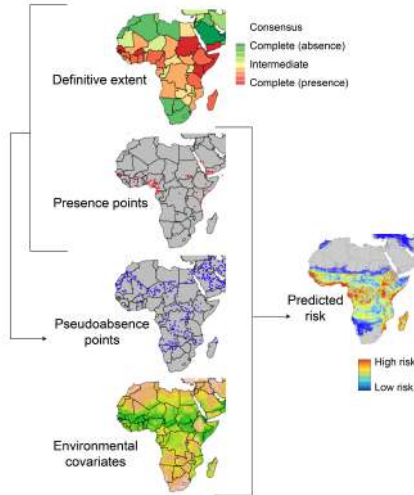 Consensus
Complete (absence)
Intermediate
Complete (presence)
Definitive extent
Presence points
Pseudoabsence
points
Environmental
covariates
Predicted
risk
High risk
Low risk